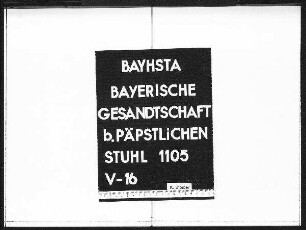 BAYHSTA
BAYERISCHE
GESANDTSCHAFT
b. PÄPSTLiCHEN
STUHL 1105
V-16